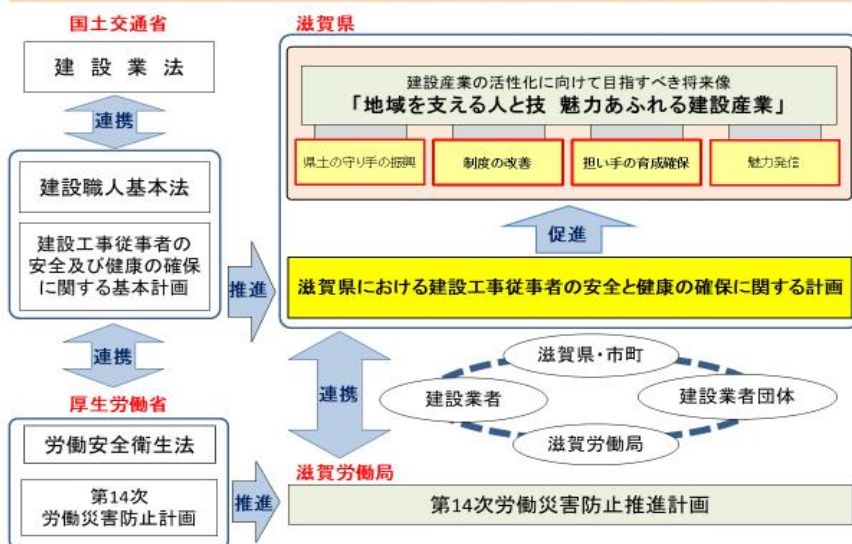 国土交通省
建設業法
連携
建設職人基本法
建設工事従事者の
安全及び健康の確保
に関する基本計画
推進
連携
厚生労働省
労働安全衛生法
第14次
労働災害防止計画
推進
滋賀県
建設産業の活性化に向けて目指すべき将来像
「地域を支える人と技 魅力あふれる建設産業」
県土の守り手の振興
制度の改善
担い手の育成確保
魅力発信
促進
滋賀県における建設工事従事者の安全と健康の確保に関する計画
連携
滋賀県・市町
建設業者
建設業者団体
滋賀労働局
滋賀労働局
第14次労働災害防止推進計画